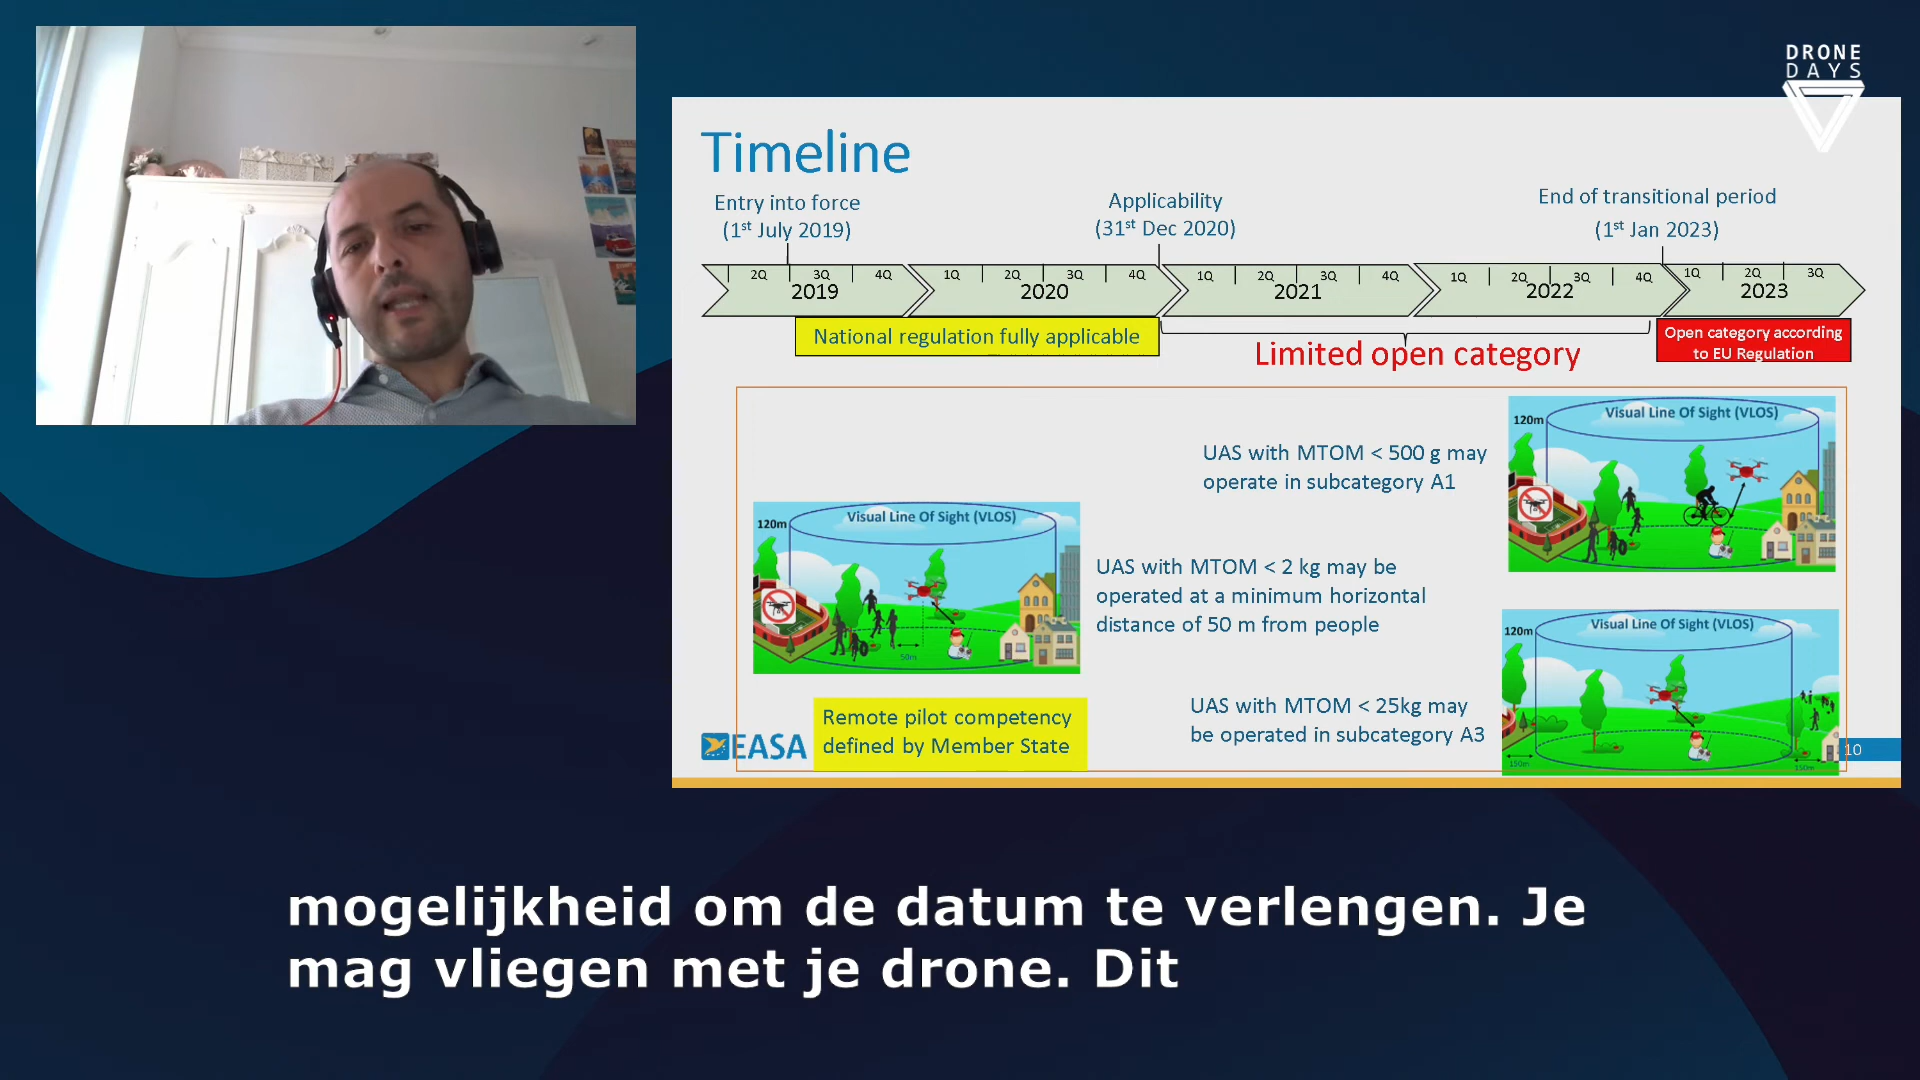 DRONE
DAYS
Timeline
Entry into force
(1st July 2019)
Applicability
(31st Dec 2020)
End of transitional period
(1st Jan 2023)
2Q 3Q 4Q 1Q 2Q 3Q 4Q 1Q 2Q 3Q 4Q 1Q 2Q 3Q 4Q 1Q 2Q 3Q
2019 2020 2021 2022 2023
National regulation fully applicable
Limited open category
Open category according
to EU Regulation
Visual Line Of Sight (VLOS)
120m
UAS with MTOM < 500 g may
operate in subcategory A1
Visual Line Of Sight (VLOS)
120m
50m
UAS with MTOM < 2 kg may be
operated at a minimum horizontal
distance of 50 m from people
Visual Line Of Sight (VLOS)
120m
150m
150m
UAS with MTOM < 25kg may
be operated in subcategory A3
Remote pilot competency
defined by Member State
EASA
10
mogelijkheid om de datum te verlengen. Je
mag vliegen met je drone. Dit